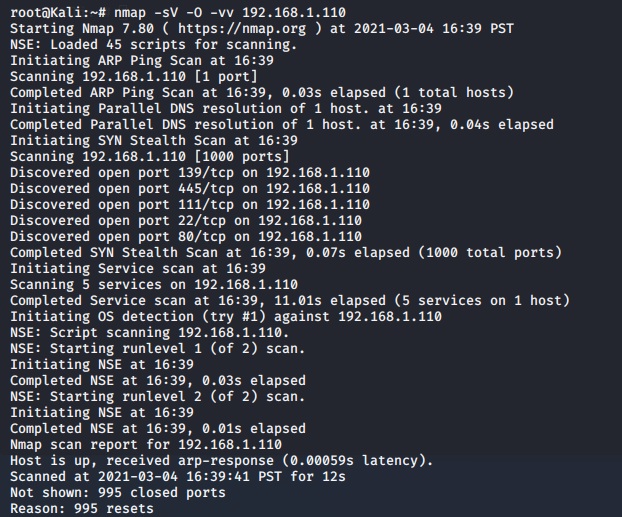 root@Kali:~# nmap -sV -O -vv 192.168.1.110
Starting Nmap 7.80 ( https://nmap.org ) at 2021-03-04 16:39 PST
NSE: Loaded 45 scripts for scanning.
Initiating ARP Ping Scan at 16:39
Scanning 192.168.1.110 [1 port]
Completed ARP Ping Scan at 16:39, 0.03s elapsed (1 total hosts)
Initiating Parallel DNS resolution of 1 host. at 16:39
Completed Parallel DNS resolution of 1 host. at 16:39, 0.04s elapsed
Initiating SYN Stealth Scan at 16:39
Scanning 192.168.1.110 [1000 ports]
Discovered open port 139/tcp on 192.168.1.110
Discovered open port 445/tcp on 192.168.1.110
Discovered open port 111/tcp on 192.168.1.110
Discovered open port 22/tcp on 192.168.1.110
Discovered open port 80/tcp on 192.168.1.110
Completed SYN Stealth Scan at 16:39, 0.07s elapsed (1000 total ports)
Initiating Service scan at 16:39
Scanning 5 services on 192.168.1.110
Completed Service scan at 16:39, 11.01s elapsed (5 services on 1 host)
Initiating OS detection (try #1) against 192.168.1.110
NSE: Script scanning 192.168.1.110.
NSE: Starting runlevel 1 (of 2) scan.
Initiating NSE at 16:39
Completed NSE at 16:39, 0.03s elapsed
NSE: Starting runlevel 2 (of 2) scan.
Initiating NSE at 16:39
Completed NSE at 16:39, 0.01s elapsed
Nmap scan report for 192.168.1.110
Host is up, received arp-response (0.00059s latency).
Scanned at 2021-03-04 16:39:41 PST for 12s
Not shown: 995 closed ports
Reason: 995 resets